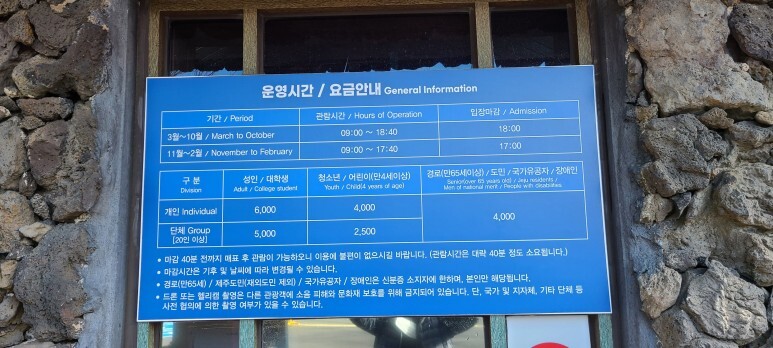 운영시간 / 요금안내 General Information
기간 / Period 관람시간 / Hours of Operation 입장마감 / Admission
3월~10월 / March to October 09:00 ~ 18:40 18:00
11월~2월 / November to February 09:00 ~ 17:40 17:00
구 분 성인 / 대학생 청소년 / 어린이(만4세이상) 경로(만65세이상) / 도민 / 국가유공자 / 장애인
Division Adult / College student Youth / Child(4 years of age) Senior(over 65 years old) / Jeju residents /
Men of national merit / People with disabilities
개인 Individual 6,000 4,000 4,000
단체 Group 5,000 2,500
[20인 이상]
• 마감 40분 전까지 매표 후 관람이 가능하오니 이용에 불편이 없으시길 바랍니다. (관람시간은 대략 40분 정도 소요됩니다.)
• 마감시간은 기후 및 날씨에 따라 변경될 수 있습니다.
• 경로(만65세) / 제주도민(재외도민 제외) / 국가유공자 / 장애인은 신분증 소지자에 한하며, 본인만 해당됩니다.
• 드론 또는 헬리캠 촬영은 다른 관광객에 소음 피해와 문화재 보호를 위해 금지되어 있습니다. 단, 국가 및 지자체, 기타 단체 등
사전 협의에 의한 촬영 여부가 있을 수 있습니다.